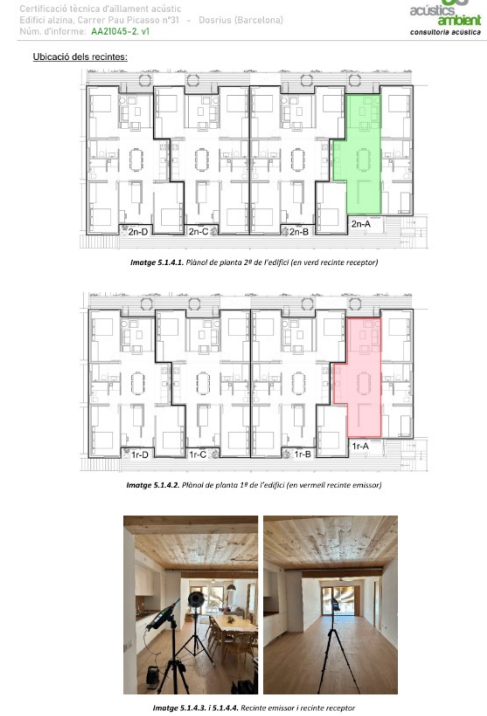 Certificació tècnica d'aïllament acústic
Edifici alzina, Carrer Pau Picasso nº31 - Dosrius (Barcelona)
Núm. d'informe: AA21045-2. v1
acústics
ambient
consultoria acústica
Ubicació dels recintes:
2n-D 2n-C 2n-B 2n-A
Imatge 5.1.4.1. Plànol de planta 2ª de l'edifici (en verd recinte receptor)
1r-D 1r-C 1r-B 1r-A
Imatge 5.1.4.2. Plànol de planta 1ª de l'edifici (en vermell recinte emissor)
Imatge 5.1.4.3. i 5.1.4.4. Recinte emissor i recinte receptor